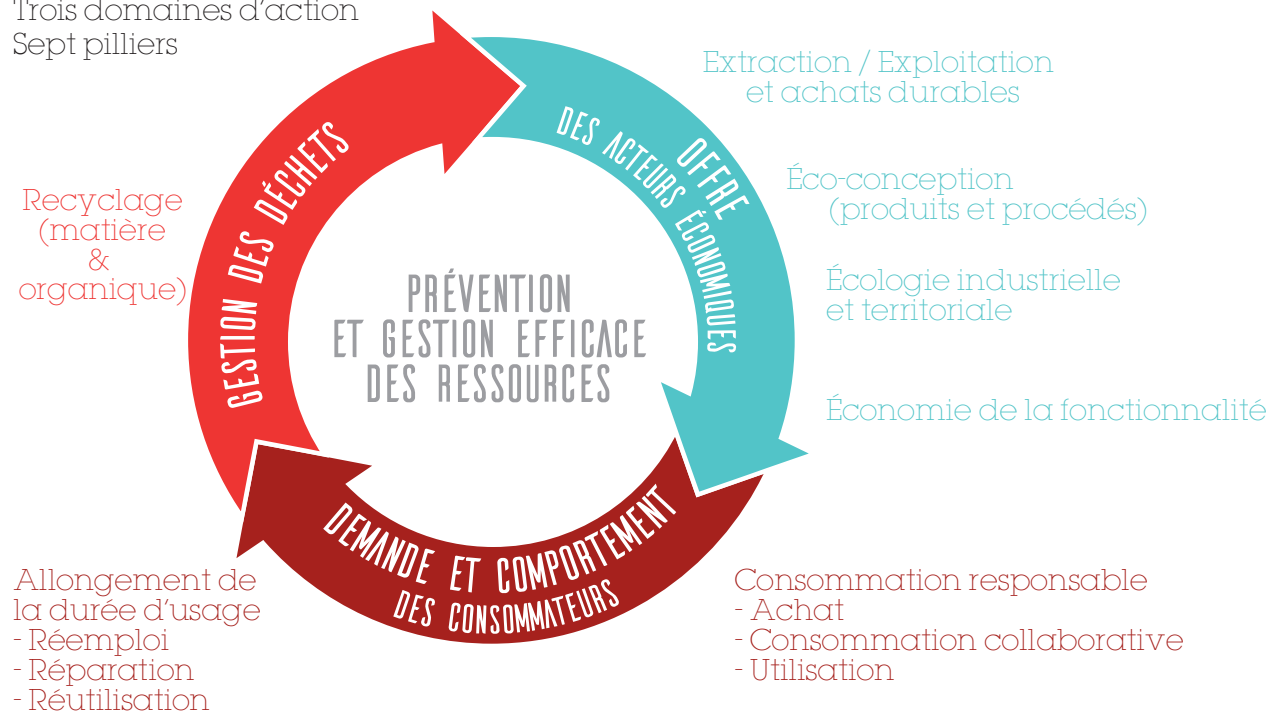 Trois domaines d'action
Sept pilliers
Extraction / Exploitation
et achats durables
Éco-conception
(produits et procédés)
Écologie industrielle
et territoriale
Économie de la fonctionnalité
OFFRE
DES ACTEURS ÉCONOMIQUES
Consommation responsable
- Achat
- Consommation collaborative
- Utilisation
DEMANDE ET COMPORTEMENT
DES CONSOMMATEURS
Allongement de
la durée d'usage
- Réemploi
- Réparation
- Réutilisation
GESTION DES DÉCHETS
Recyclage
(matière
&
organique)
PRÉVENTION
ET GESTION EFFICACE
DES RESSOURCES